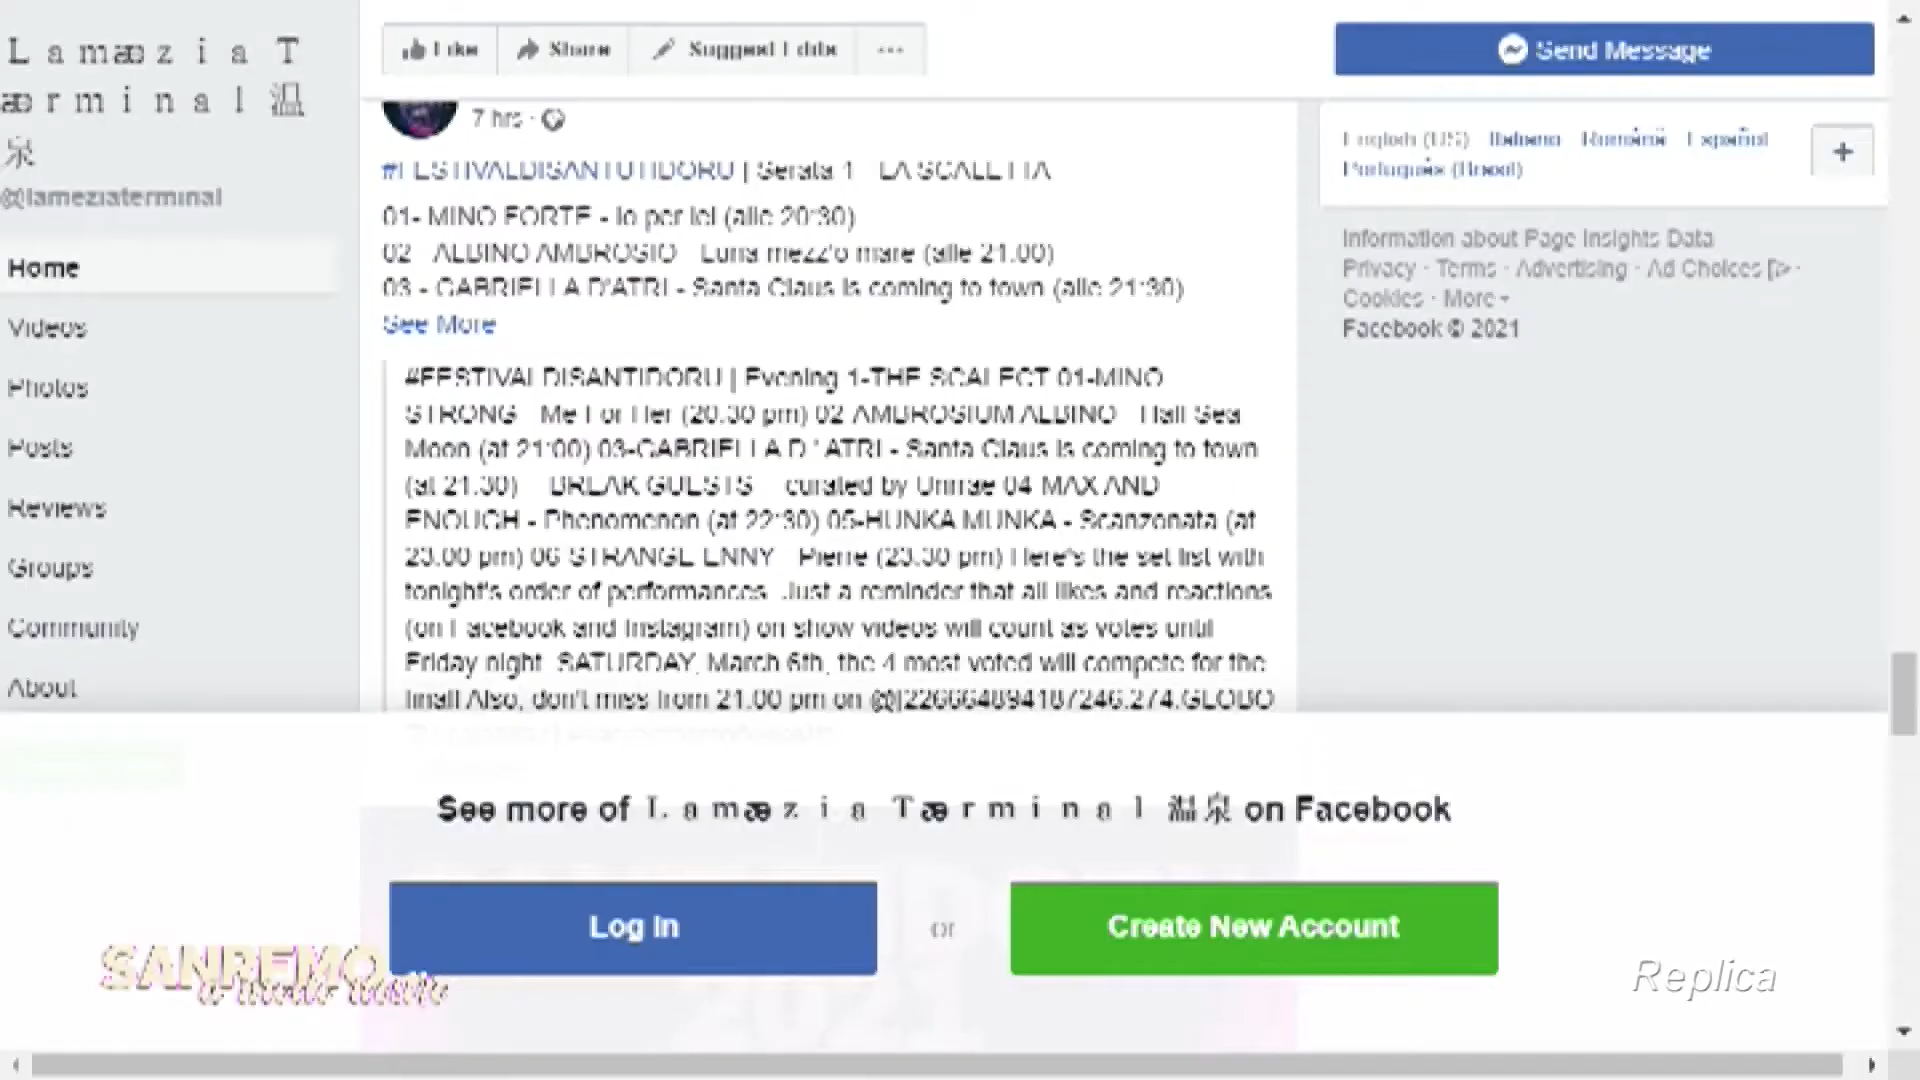 L a m æ z i a T
æ r m i n a l 温
泉
@lameziaterminal
Home
Videos
Photos
Posts
Reviews
Groups
Community
About
Like
Share
Suggest Edits
Send Message
7 hrs ·
#FESTIVALDISANTUTIDORU | Serata 1 - LA SCALETTA
01- MINO FORTE - Io per lei (alle 20:30)
02 - ALBINO AMBROSIO - Luna mezz'o mare (alle 21.00)
03 - GABRIELLA D'ATRI - Santa Claus is coming to town (alle 21:30)
See More
#FESTIVALDISANTIDORU | Evening 1-THE SCALECT 01-MINO
STRONG - Me For Her (20.30 pm) 02 AMBROSIUM ALBINO - Half Sea
Moon (at 21:00) 03-GABRIELLA D ' ATRI - Santa Claus is coming to town
(at 21.30) BREAK GUESTS curated by Unnae 04 MAX AND
ENOUGH - Phenomenon (at 22:30) 05-HUNKA MUNKA - Scanzonata (at
23.00 pm) 06 STRANGE ENNY - Pierre (23.30 pm) Here's the set list with
tonight's order of performances. Just a reminder that all likes and reactions
(on Facebook and Instagram) on show videos will count as votes until
Friday night. SATURDAY, March 6th, the 4 most voted will compete for the
final! Also, don't miss from 21.00 pm on @[226664894187246:274:GLOBO
English (US) Italiano Română Español
Português (Brasil)
Information about Page Insights Data
Privacy · Terms · Advertising · Ad Choices ·
Cookies · More
Facebook © 2021
See more of L a m æ z i a T æ r m i n a l 温泉 on Facebook
Log In
or
Create New Account
SANREMO
a modo nostro
2021
Replica